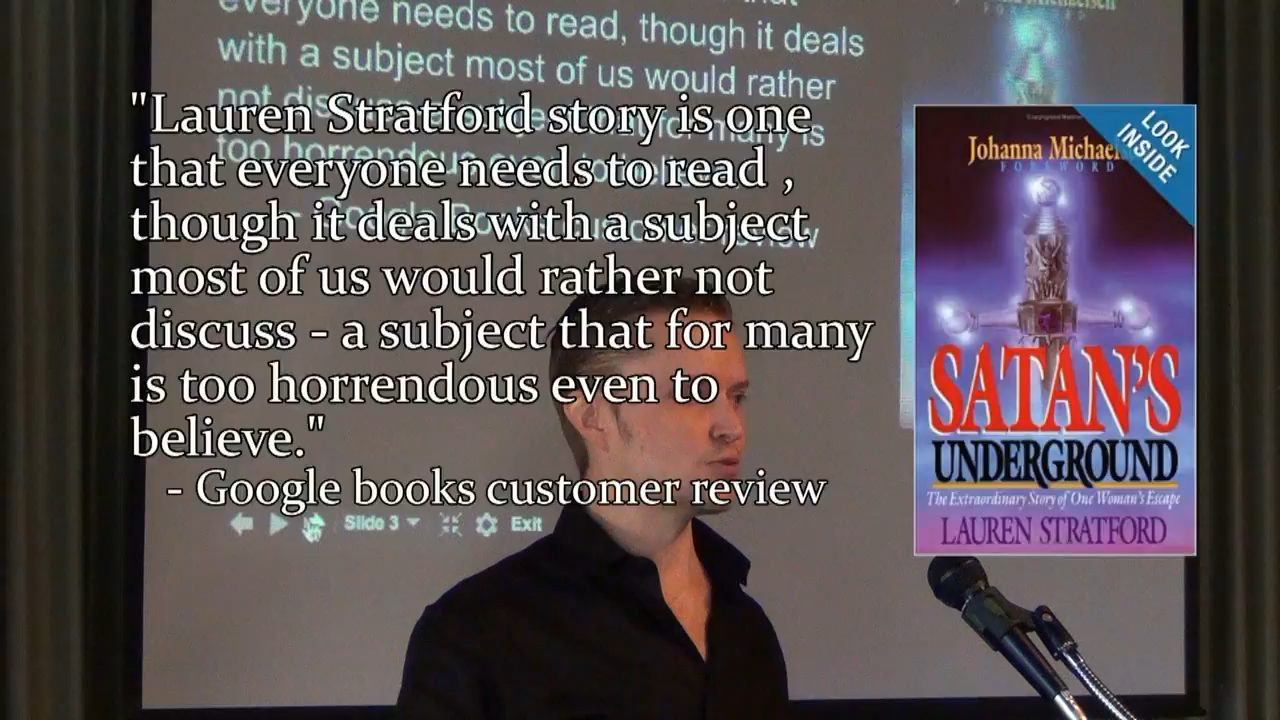 everyone needs to read, though it deals
with a subject most of us would rather
"Lauren Stratford story is one
that everyone needs to read ,
though it deals with a subject
most of us would rather not
discuss - a subject that for many
is too horrendous even to
believe."
- Google books customer review
Slide 3
Exit
LOOK
INSIDE
Johanna Michael
FOREWORD
SATAN'S
UNDERGROUND
The Extraordinary Story of One Woman's Escape
LAUREN STRATFORD